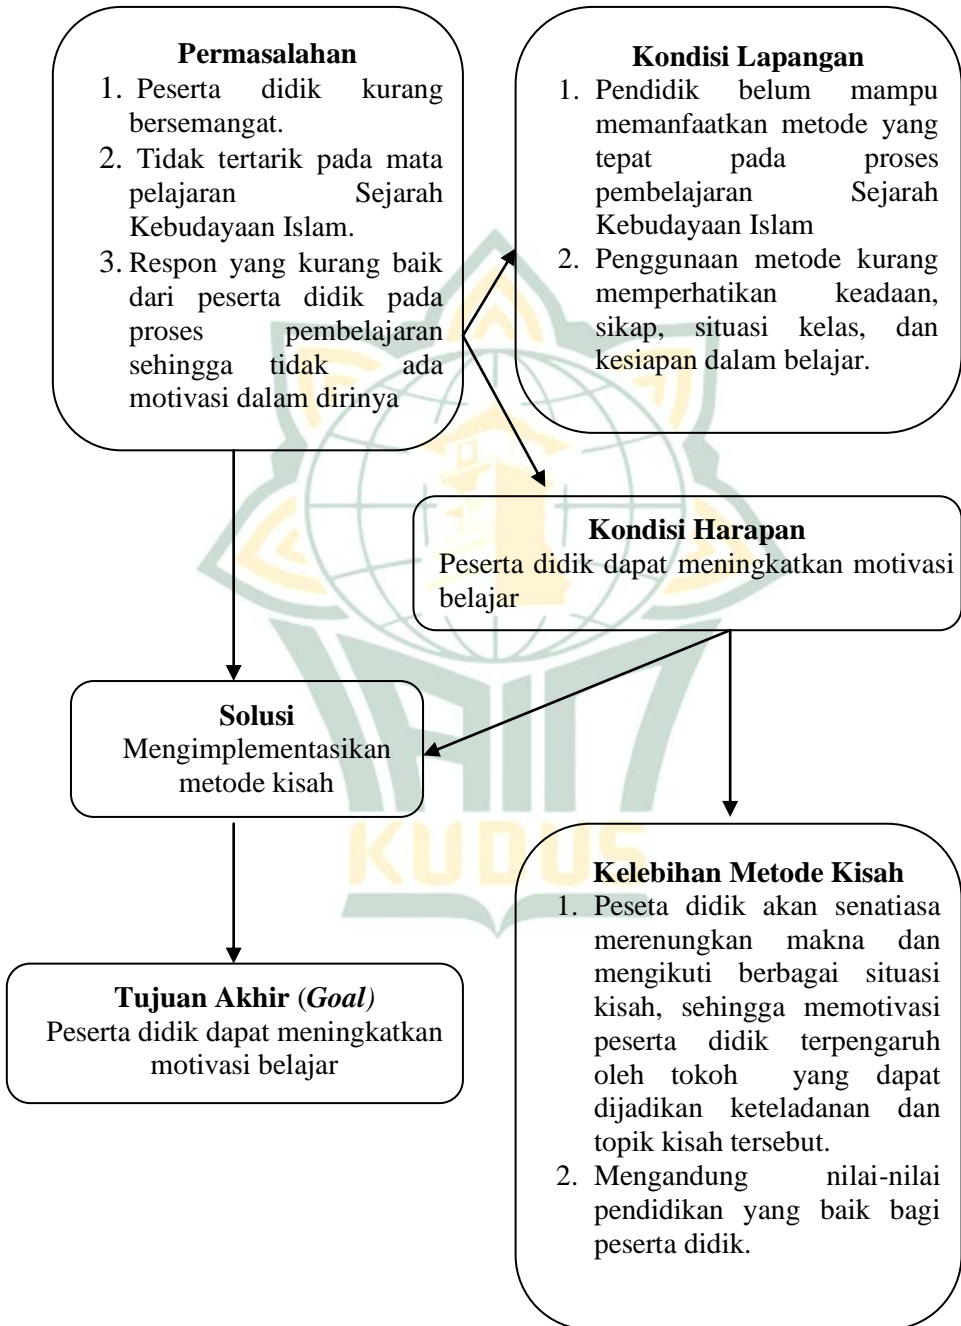 Permasalahan
1. Peserta didik kurang
bersemangat.
2. Tidak tertarik pada mata
pelajaran Sejarah
Kebudayaan Islam.
3. Respon yang kurang baik
dari peserta didik pada
proses pembelajaran
sehingga tidak ada
motivasi dalam dirinya
Kondisi Lapangan
1. Pendidik belum mampu
memanfaatkan metode yang
tepat pada proses
pembelajaran Sejarah
Kebudayaan Islam
2. Penggunaan metode kurang
memperhatikan keadaan,
sikap, situasi kelas, dan
kesiapan dalam belajar.
Kondisi Harapan
Peserta didik dapat meningkatkan motivasi
belajar
Solusi
Mengimplementasikan
metode kisah
IAIN
KUDUS
Kelebihan Metode Kisah
1. Peseta didik akan senatiasa
merenungkan makna dan
mengikuti berbagai situasi
kisah, sehingga memotivasi
peserta didik terpengaruh
oleh tokoh yang dapat
dijadikan keteladanan dan
topik kisah tersebut.
2. Mengandung nilai-nilai
pendidikan yang baik bagi
peserta didik.
Tujuan Akhir (Goal)
Peserta didik dapat meningkatkan
motivasi belajar